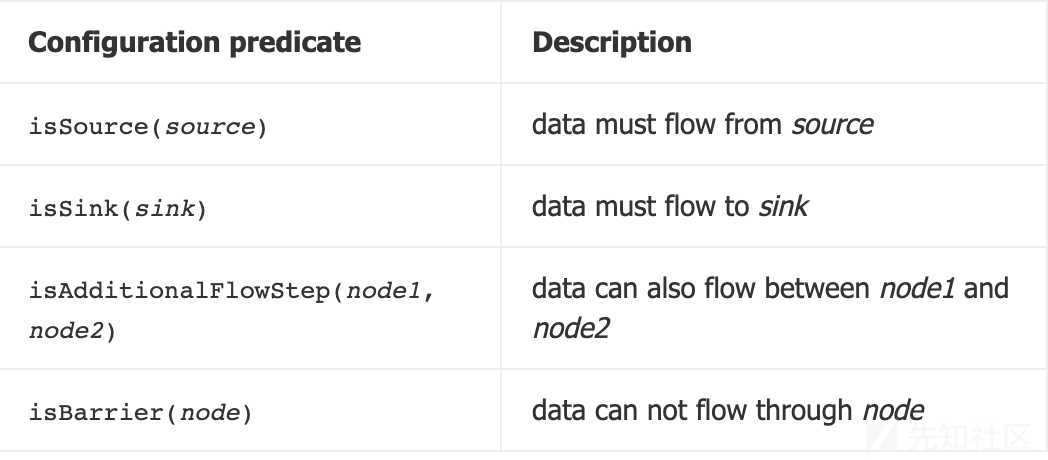 Configuration predicate Description
isSource(source) data must flow from source
isSink(sink) data must flow to sink
isAdditionalFlowStep(node1, data can also flow between node1 and
node2) node2
isBarrier(node) data can not flow through node
先知社区